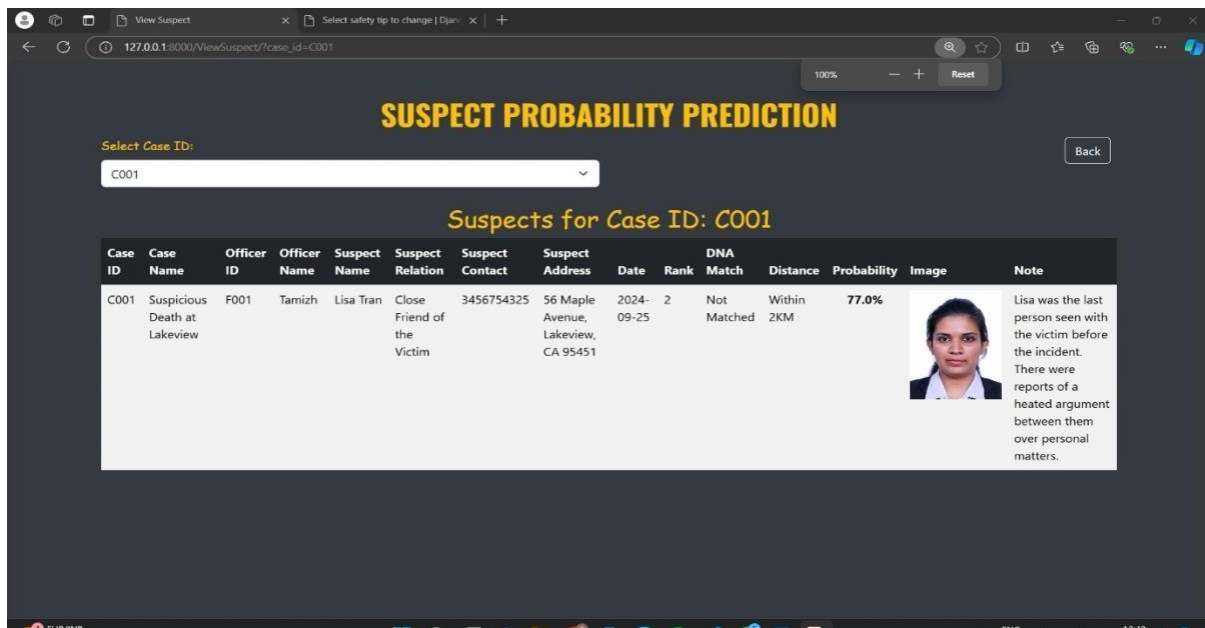 View Suspect
Select safety tip to change | Djan
127.0.0.1:8000/ViewSuspect/?case_id=C001
100%
Reset
SUSPECT PROBABILITY PREDICTION
Select Case ID:
Back
C001
Suspects for Case ID: C001
Case ID
Case Name
Officer ID
Officer Name
Suspect Name
Suspect Relation
Suspect Contact
Suspect Address
Date
Rank
DNA Match
Distance
Probability
Image
Note
C001
Suspicious
Death at
Lakeview
F001
Tamizh
Lisa Tran
Close
Friend of
the
Victim
3456754325
56 Maple
Avenue,
Lakeview,
CA 95451
2024-
09-25
2
Not
Matched
Within
2KM
77.0%
Lisa was the last
person seen with
the victim before
the incident.
There were
reports of a
heated argument
between them
over personal
matters.